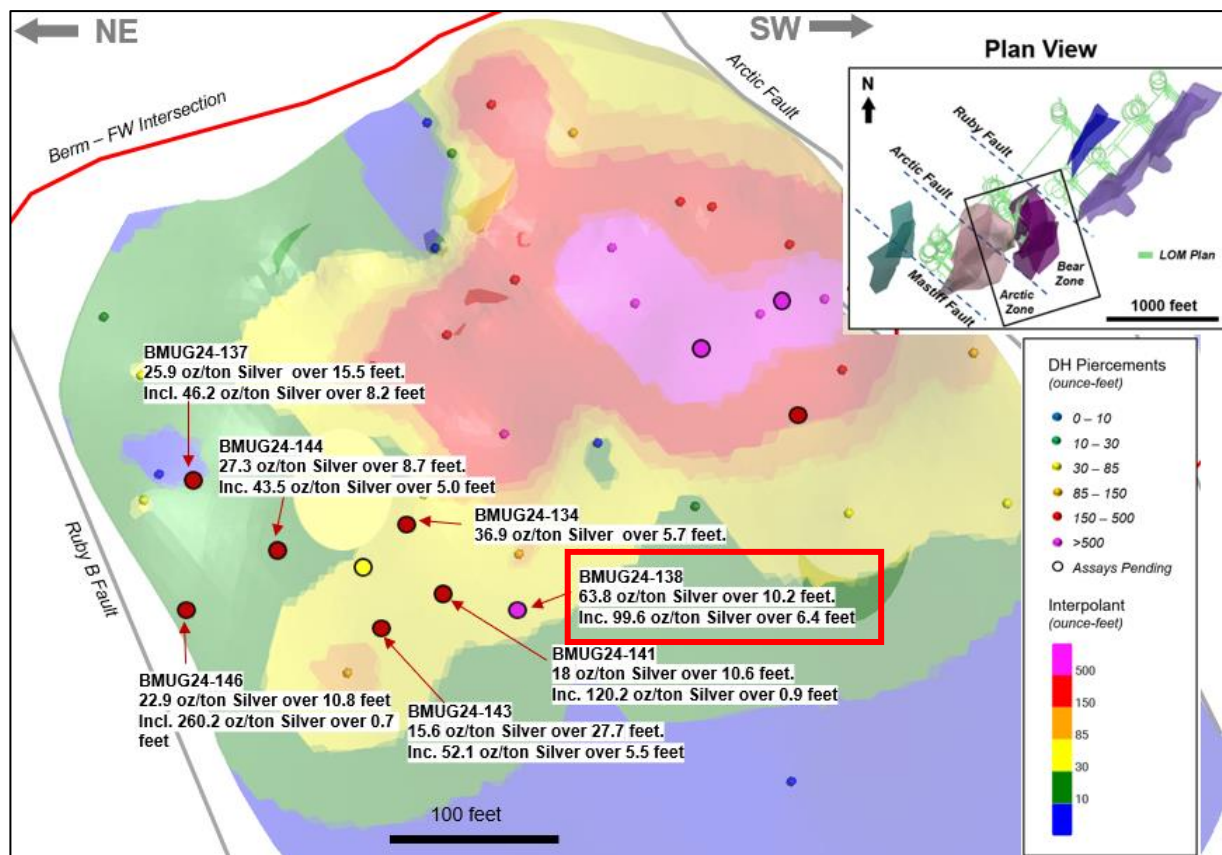 NE
SW
Berm – FW Intersection
Arctic Fault
Ruby B Fault
BMUG24-137
25.9 oz/ton Silver over 15.5 feet.
Incl. 46.2 oz/ton Silver over 8.2 feet
BMUG24-144
27.3 oz/ton Silver over 8.7 feet.
Inc. 43.5 oz/ton Silver over 5.0 feet
BMUG24-134
36.9 oz/ton Silver over 5.7 feet.
BMUG24-138
63.8 oz/ton Silver over 10.2 feet.
Inc. 99.6 oz/ton Silver over 6.4 feet
BMUG24-141
18 oz/ton Silver over 10.6 feet.
Inc. 120.2 oz/ton Silver over 0.9 feet
BMUG24-146
22.9 oz/ton Silver over 10.8 feet
Incl. 260.2 oz/ton Silver over 0.7
feet
BMUG24-143
15.6 oz/ton Silver over 27.7 feet.
Inc. 52.1 oz/ton Silver over 5.5 feet
100 feet
Plan View
N
Ruby Fault
Arctic Fault
Mastiff Fault
Bear
Zone
Arctic
Zone
LOM Plan
1000 feet
DH Piercements
(ounce-feet)
0 – 10
10 – 30
30 – 85
85 – 150
150 – 500
>500
Assays Pending
Interpolant
(ounce-feet)
500
150
85
30
10